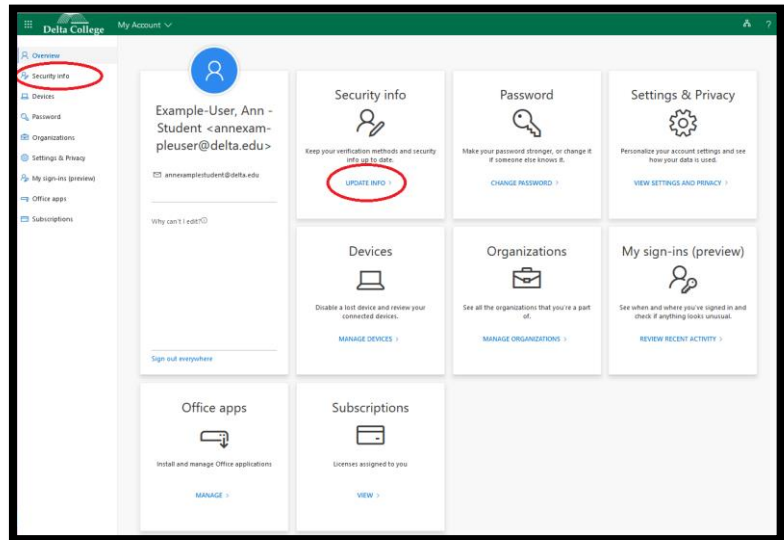 Delta College
My Account
?
Overview
Security info
Devices
Password
Organizations
Settings & Privacy
My sign-ins (preview)
Office apps
Subscriptions
Example-User, Ann -
Student <annexam-
pleuser@delta.edu>
annexamplestudent@delta.edu
Why can't I edit?
Sign out everywhere
Security info
Keep your verification methods and security
info up to date.
UPDATE INFO >
Password
Make your password stronger, or change it
if someone else knows it.
CHANGE PASSWORD >
Settings & Privacy
Personalize your account settings and see
how your data is used.
VIEW SETTINGS AND PRIVACY >
Devices
Disable a lost device and review your
connected devices.
MANAGE DEVICES >
Organizations
See all the organizations that you're a part
of.
MANAGE ORGANIZATIONS >
My sign-ins (preview)
See when and where you've signed in and
check if anything looks unusual.
REVIEW RECENT ACTIVITY >
Office apps
Install and manage Office applications
MANAGE >
Subscriptions
Licenses assigned to you
VIEW >